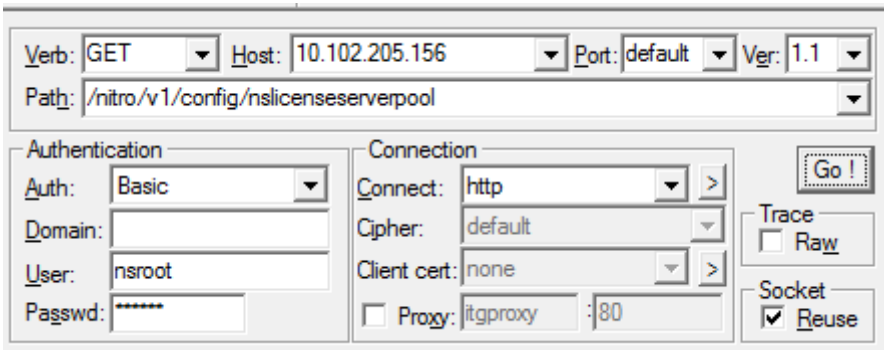 Verb: GET Host: 10.102.205.156 Port: default Ver: 1.1
Path: /nitro/v1/config/nslicenseserverpool
Authentication Connection
Auth: Basic Connect: http > Go !
Domain: Cipher: default Trace
Raw
User: nsroot Client cert: none >
Socket
Passwd: ****** Proxy: itgproxy :80 Reuse